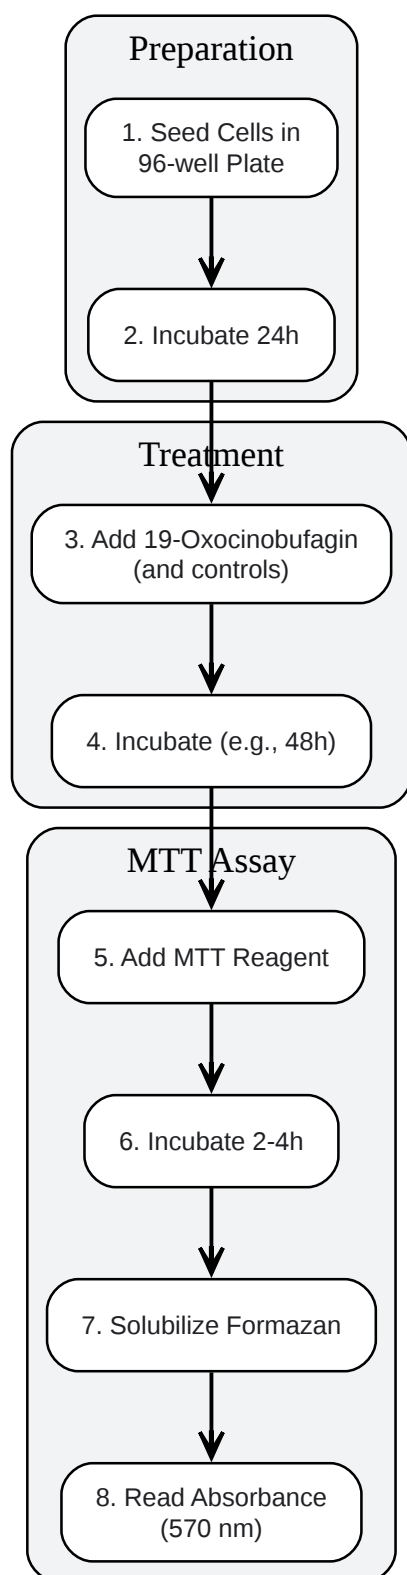 Preparation
1. Seed Cells in
96-well Plate
2. Incubate 24h
Treatment
3. Add 19-Oxocinobufagin
(and controls)
4. Incubate (e.g., 48h)
MTT Assay
5. Add MTT Reagent
6. Incubate 2-4h
7. Solubilize Formazan
8. Read Absorbance
(570 nm)